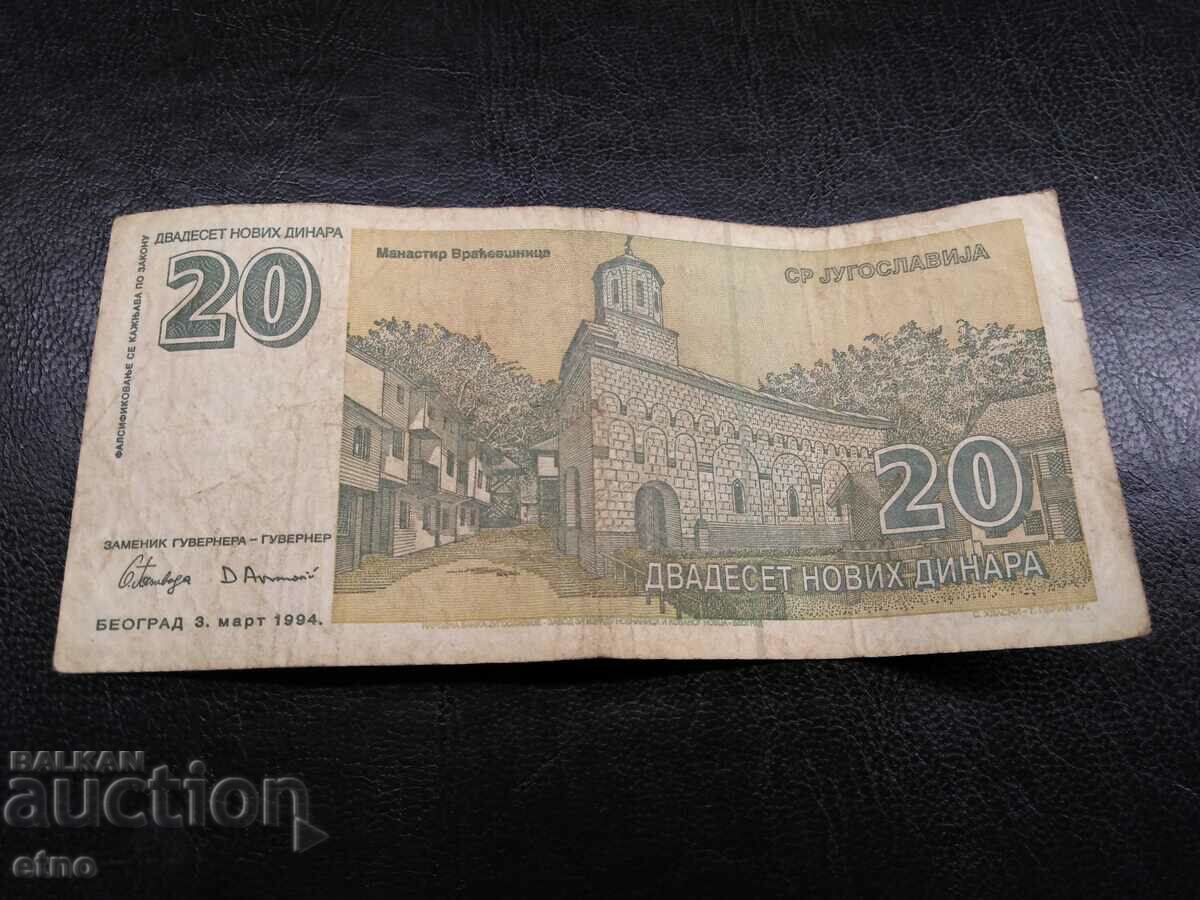 ДВАДЕСЕТ НОВИХ ДИНАРА
20
ФАЛСИФИКОВАЊЕ СЕ КАЖЊАВА ПО ЗАКОНУ
Манастир Враћевшница
СР ЈУГОСЛАВИЈА
20
ДВАДЕСЕТ НОВИХ ДИНАРА
ЗАМЕНИК ГУВЕРНЕРА – ГУВЕРНЕР
БЕОГРАД 3. март 1994.
BALKAN
auction
etno